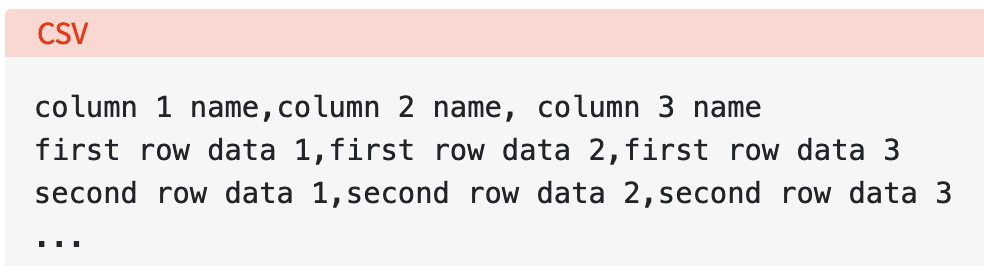 CSV
column 1 name,column 2 name, column 3 name
first row data 1,first row data 2,first row data 3
second row data 1,second row data 2,second row data 3
...